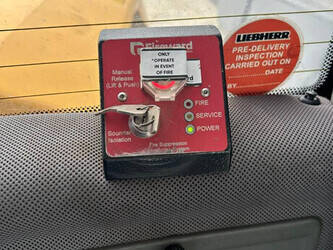 Fireward
ONLY
*OPERATE
IN EVENT
OF FIRE
Manual
Release
(Lift & Push)
FIRE
SERVICE
POWER
Sounder
Isolation
Fire Suppression
System
LIEBHERR
PRE-DELIVERY
INSPECTION
CARRIED OUT ON
DATE